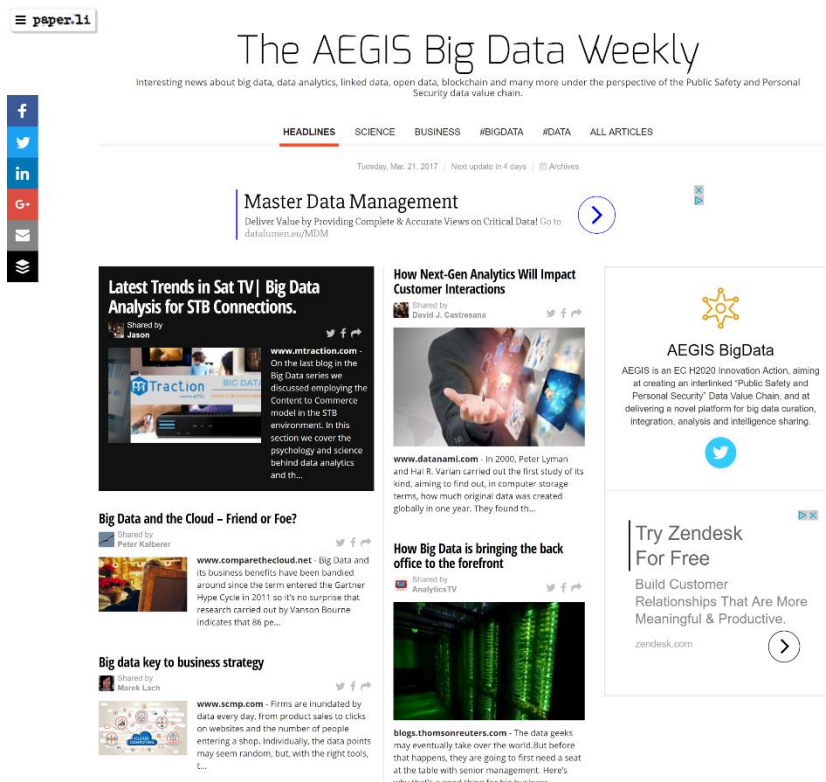 ≡ paper.li
The AEGIS Big Data Weekly
Interesting news about big data, data analytics, linked data, open data, blockchain and many more under the perspective of the Public Safety and Personal
Security data value chain.
HEADLINES SCIENCE BUSINESS #BIGDATA #DATA ALL ARTICLES
Tuesday, Mar. 21, 2017 | Next update in 4 days | Archives
Master Data Management
Deliver Value by Providing Complete & Accurate Views on Critical Data! Go to
datalumen.eu/MDM
Latest Trends in Sat TV| Big Data
Analysis for STB Connections.
Shared by
Jason
www.mtraction.com -
On the last blog in the
Big Data series we
discussed employing the
Content to Commerce
model in the STB
environment. In this
section we cover the
psychology and science
behind data analytics
and th...
Traction
BIG DATA
Big Data and the Cloud – Friend or Foe?
Shared by
Peter Kalberer
www.comparethecloud.net - Big Data and
its business benefits have been bandied
around since the term entered the Gartner
Hype Cycle in 2011 so it's no surprise that
research carried out by Vanson Bourne
indicates that 86 pe...
Big data key to business strategy
Shared by
Marek Lach
CLOUD
COMPUTING
www.scmp.com - Firms are inundated by
data every day, from product sales to clicks
on websites and the number of people
entering a shop. Individually, the data points
may seem random, but, with the right tools,
t...
How Next-Gen Analytics Will Impact
Customer Interactions
Shared by
David J. Castresana
www.datanami.com - In 2000, Peter Lyman
and Hal R. Varian carried out the first study of its
kind, aiming to find out, in computer storage
terms, how much original data was created
globally in one year. They found th...
How Big Data is bringing the back
office to the forefront
Shared by
AnalyticsTV
blogs.thomsonreuters.com - The data geeks
may eventually take over the world.But before
that happens, they are going to first need a seat
at the table with senior management. Here's
why that's a good thing for big business
AEGIS BigData
AEGIS is an EC H2020 Innovation Action, aiming
at creating an interlinked "Public Safety and
Personal Security" Data Value Chain, and at
delivering a novel platform for big data curation,
integration, analysis and intelligence sharing.
Try Zendesk
For Free
Build Customer
Relationships That Are More
Meaningful & Productive.
zendesk.com